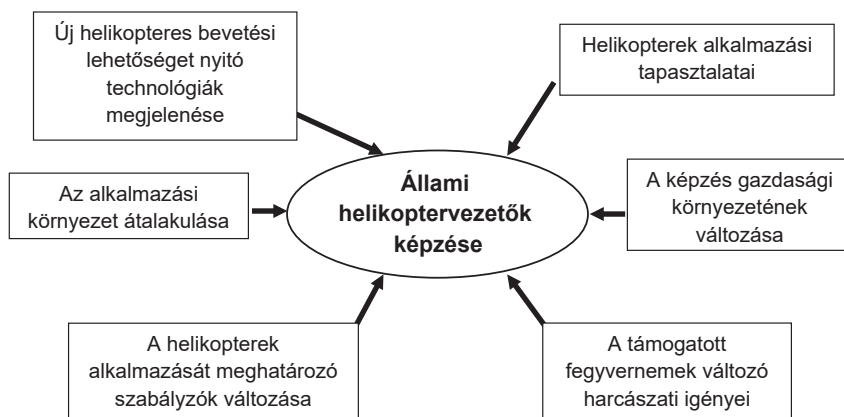 Új helikopteres bevetési
lehetőséget nyitó
technológiák
megjelenése
Helikopterek alkalmazási
tapasztalatai
Az alkalmazási
környezet átalakulása
Állami
helikoptervezetők
képzése
A képzés gazdasági
környezetének
változása
A helikopterek
alkalmazását meghatározó
szabályzók változása
A támogatott
fegyvernemek változó
harcászati igényei